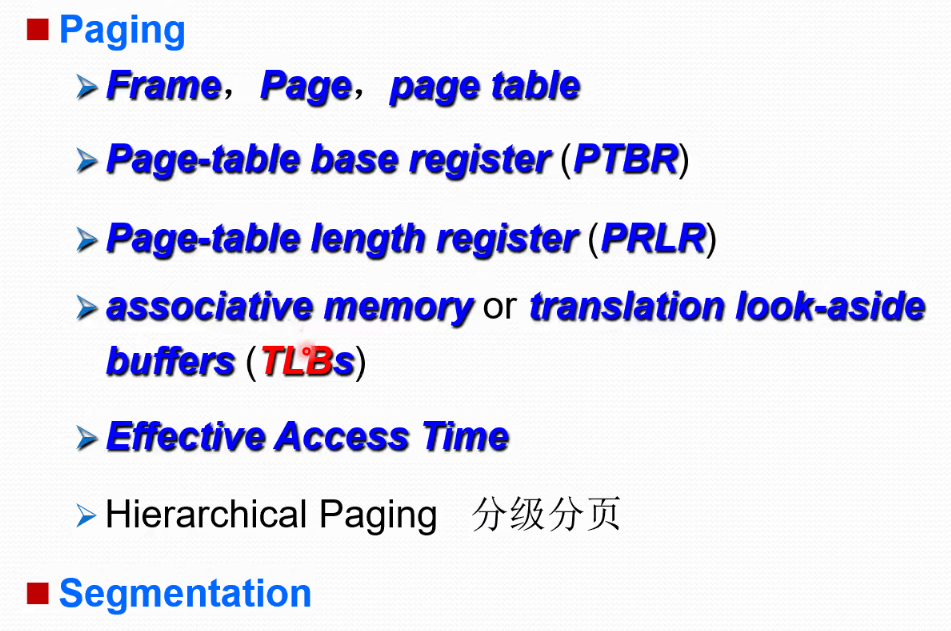 Paging
Frame，Page，page table
Page-table base register (PTBR)
Page-table length register (PRLR)
associative memory or translation look-aside
buffers (TLBs)
Effective Access Time
Hierarchical Paging 分级分页
Segmentation